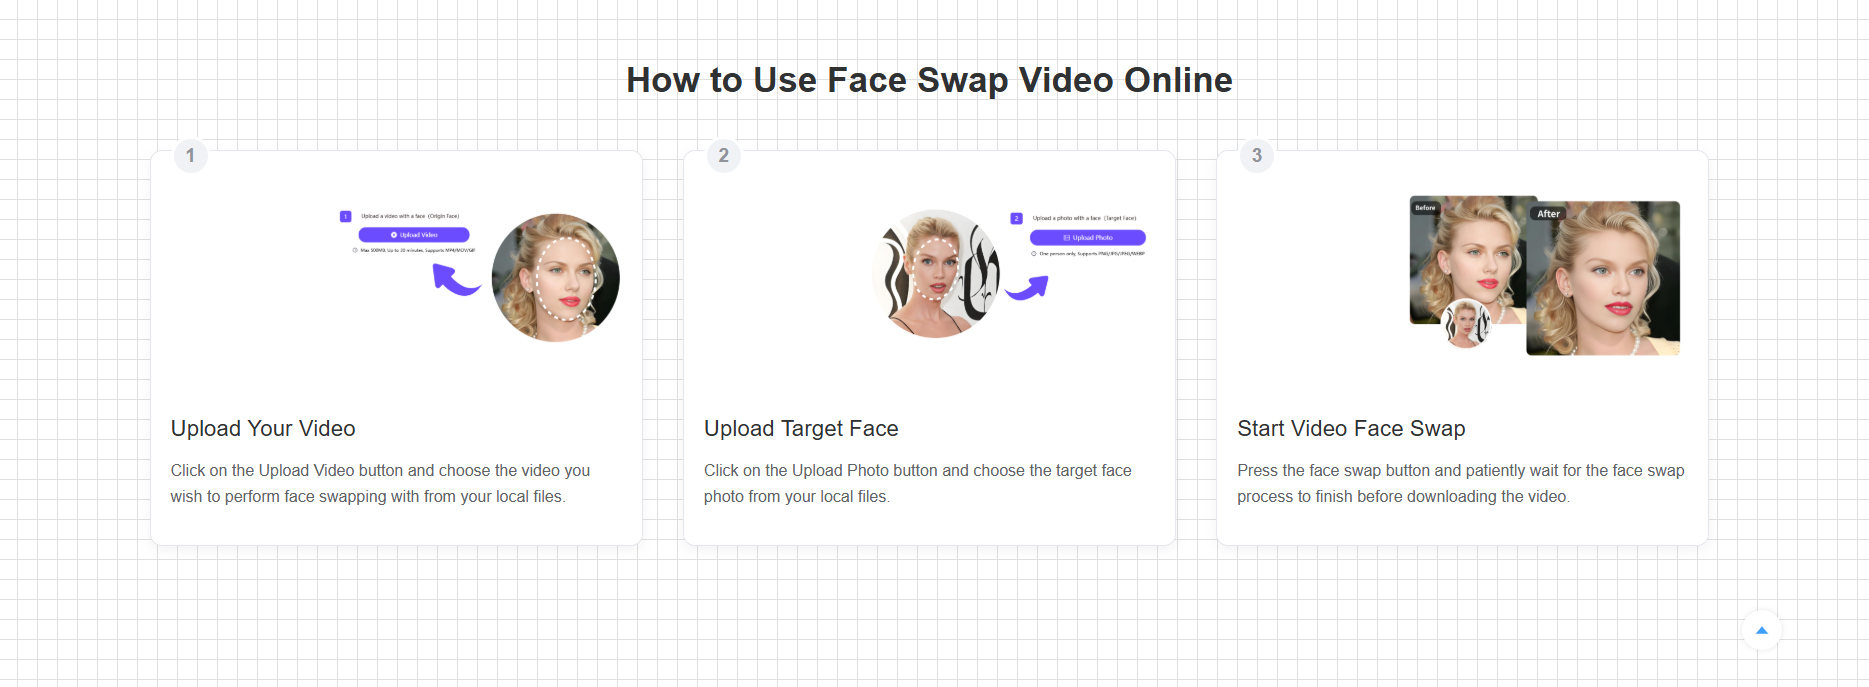 How to Use Face Swap Video Online
1
1 Upload a video with a face (Origin Face)
Upload Video
Max 500MB, Up to 30 minutes, Supports MP4/MOV/GIF
Upload Your Video
Click on the Upload Video button and choose the video you
wish to perform face swapping with from your local files.
2
2 Upload a photo with a face (Target Face)
Upload Photo
One person only, Supports PNG/JPG/JPEG/WEBP
Upload Target Face
Click on the Upload Photo button and choose the target face
photo from your local files.
3
Before
After
Start Video Face Swap
Press the face swap button and patiently wait for the face swap
process to finish before downloading the video.